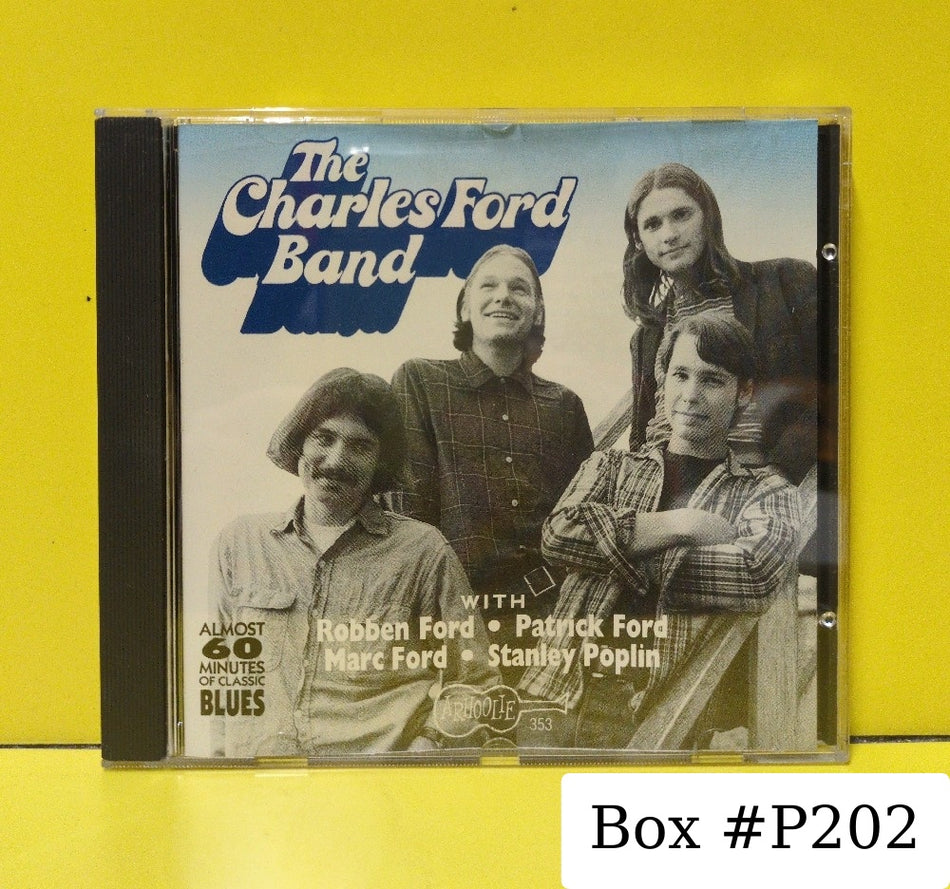 The
Charles Ford
Band
WITH
Robben Ford • Patrick Ford
Marc Ford • Stanley Poplin
ALMOST
60
MINUTES
OF CLASSIC
BLUES
ARHOOLIE
353
Box #P202